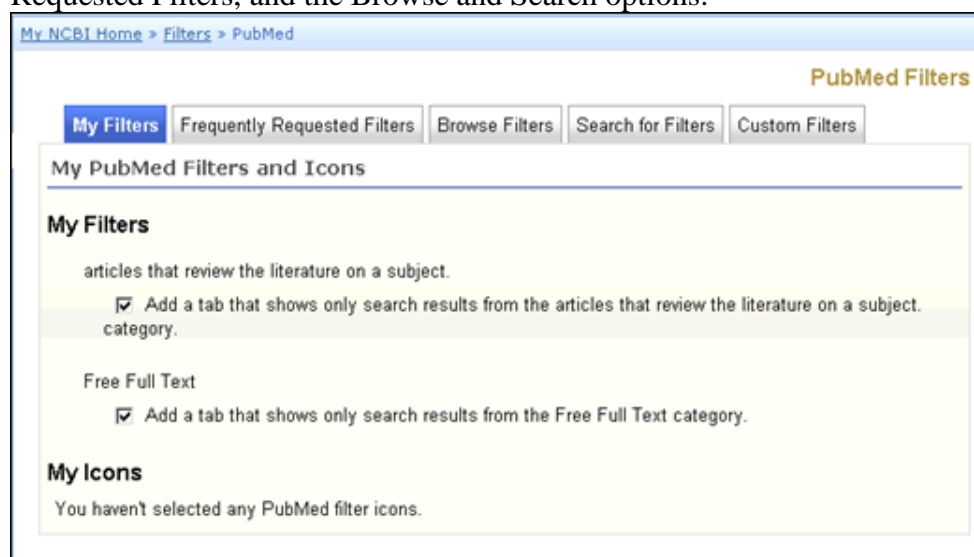 Requested Filters, and the Browse and Search options.
My NCBI Home » Filters » PubMed
PubMed Filters
My Filters Frequently Requested Filters Browse Filters Search for Filters Custom Filters
My PubMed Filters and Icons
My Filters
articles that review the literature on a subject.
Add a tab that shows only search results from the articles that review the literature on a subject.
category.
Free Full Text
Add a tab that shows only search results from the Free Full Text category.
My Icons
You haven't selected any PubMed filter icons.